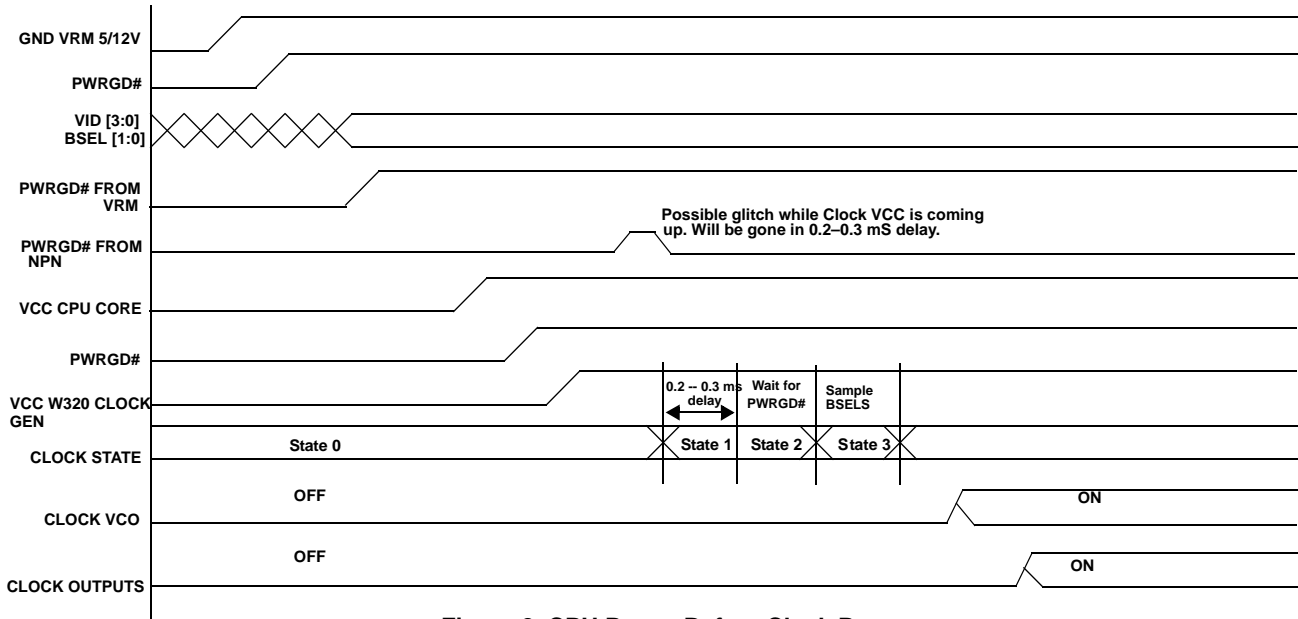 GND VRM 5/12V
PWRGD#
VID [3:0]
BSEL [1:0]
PWRGD# FROM
VRM
Possible glitch while Clock VCC is coming
up. Will be gone in 0.2–0.3 mS delay.
PWRGD# FROM
NPN
VCC CPU CORE
PWRGD#
0.2 -- 0.3 ms
delay
Wait for
PWRGD#
Sample
BSELS
VCC W320 CLOCK
GEN
State 0
State 1
State 2
State 3
CLOCK STATE
OFF
ON
CLOCK VCO
OFF
ON
CLOCK OUTPUTS